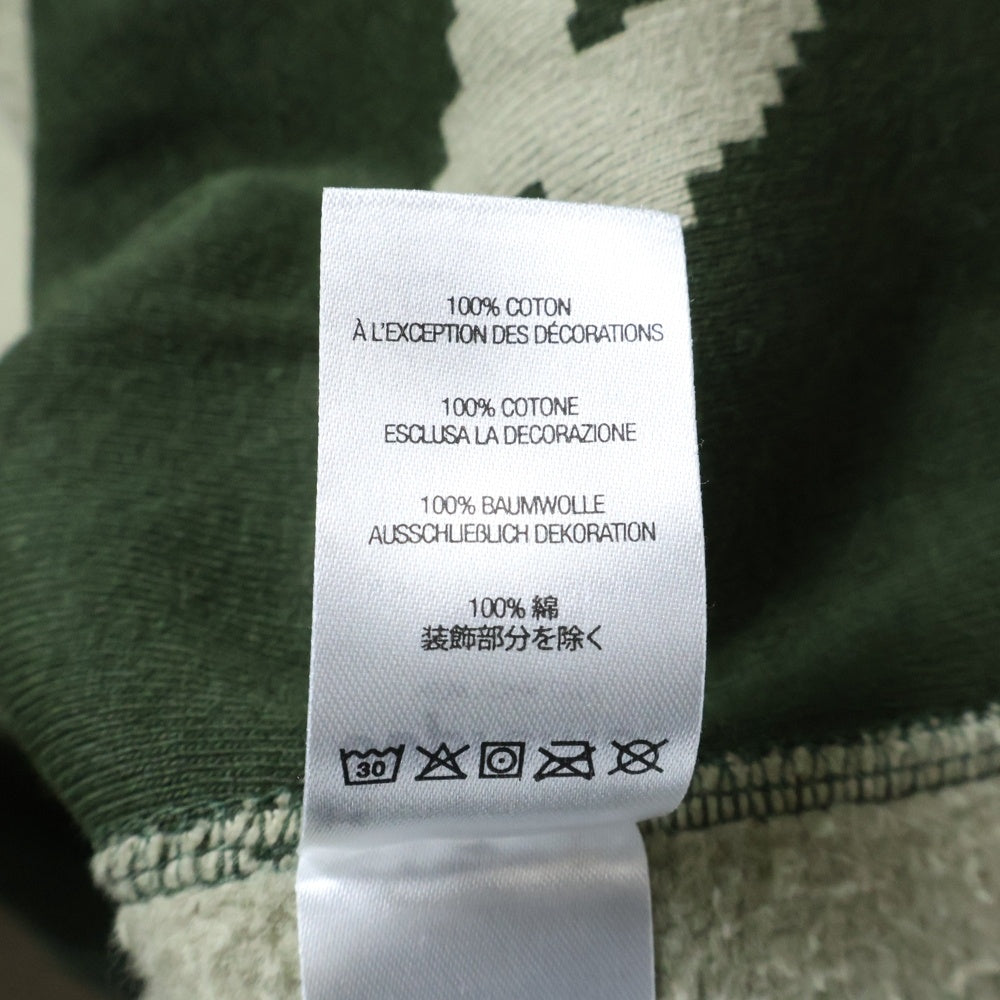 100% COTON
À L'EXCEPTION DES DÉCORATIONS
100% COTONE
ESCLUSA LA DECORAZIONE
100% BAUMWOLLE
AUSSCHLIEßLICH DEKORATION
100% 綿
装飾部分を除く
30